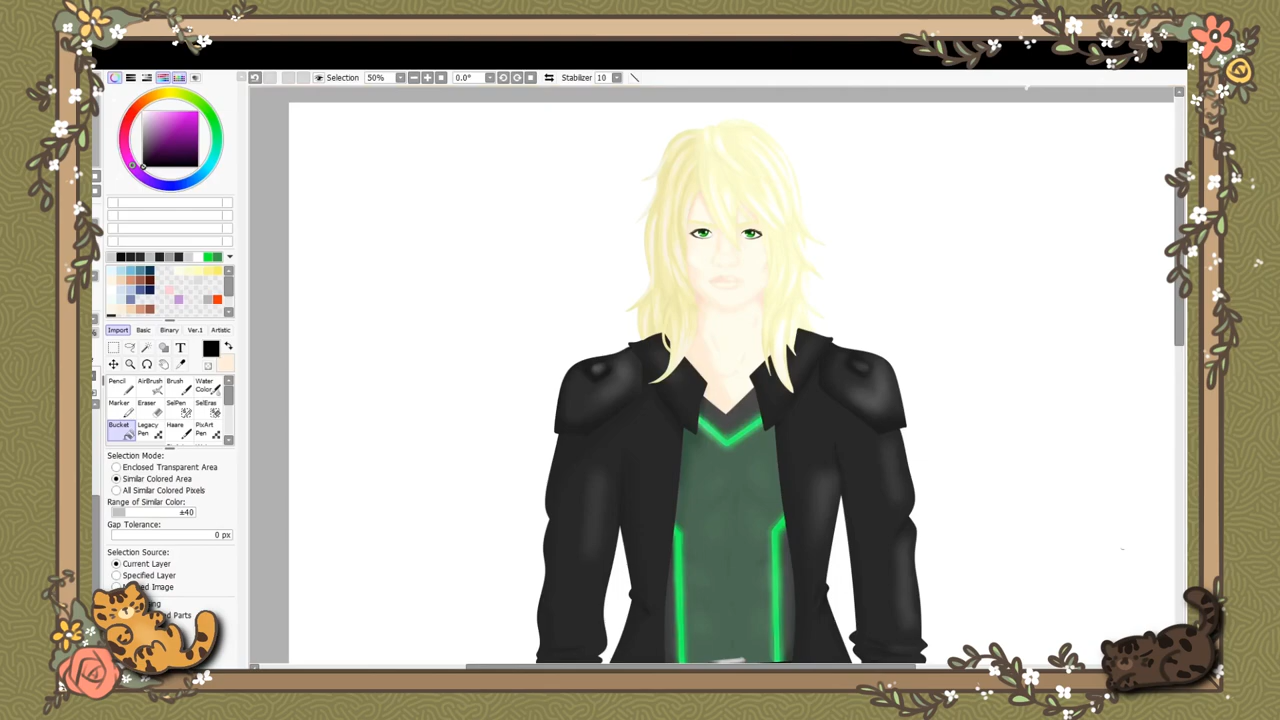 Selection 50% 0.0° Stabilizer 10
Import Basic Binary Ver.1 Artistic
T
Pencil AirBrush Brush Water Color
Marker Eraser SelPen SelEras
Bucket Legacy Pen Haare PixArt Pen
Selection Mode:
Enclosed Transparent Area
Similar Colored Area
All Similar Colored Pixels
Range of Similar Color:
±40
Gap Tolerance:
0 px
Selection Source:
Current Layer
Specified Layer
Image
Parts